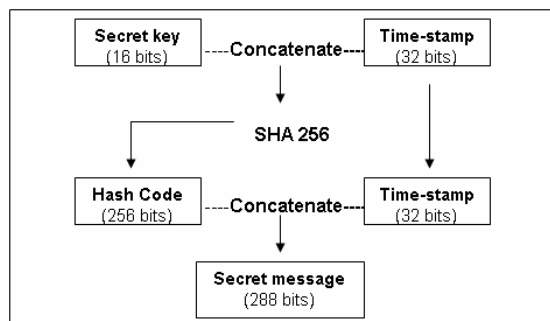 Secret key
(16 bits)
Concatenate
Time-stamp
(32 bits)
SHA 256
Hash Code
(256 bits)
Concatenate
Time-stamp
(32 bits)
Secret message
(288 bits)